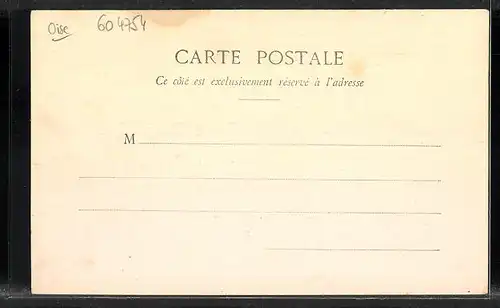 Oise 604754
CARTE POSTALE
Ce côté est exclusivement réservé à l'adresse
M